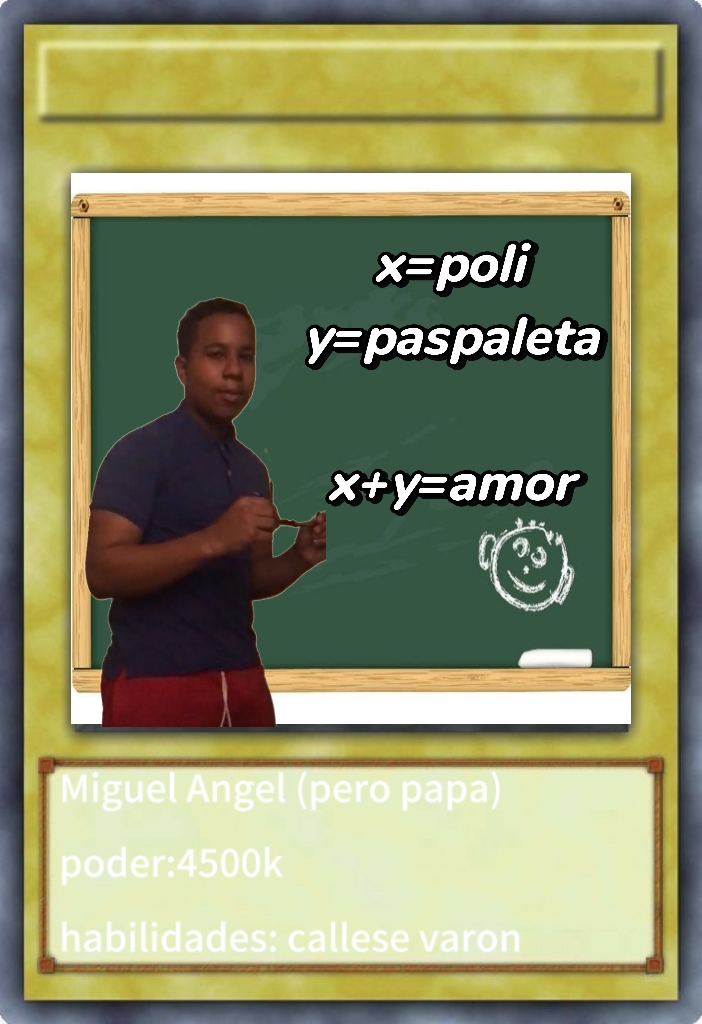 x=poli
y=paspaleta
x+y=amor
Miguel Angel (pero papa)
poder:4500k
habilidades: callese varon